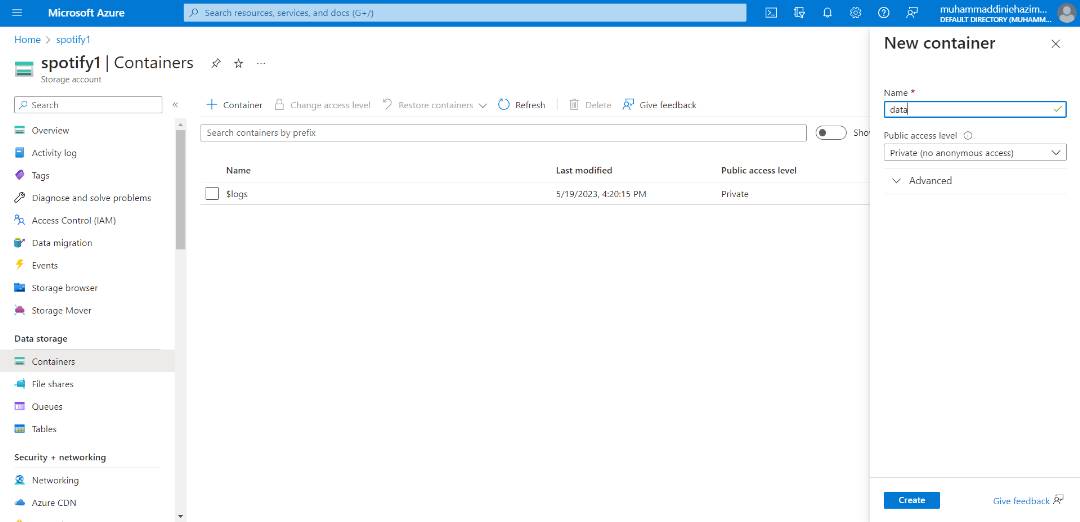 Microsoft Azure
Search resources, services, and docs (G+/)
muhammaddiniehazim...
DEFAULT DIRECTORY (MUHAMM...
Home > spotify1
spotify1 | Containers
Storage account
Search
«
Overview
Activity log
Tags
Diagnose and solve problems
Access Control (IAM)
Data migration
Events
Storage browser
Storage Mover
Data storage
Containers
File shares
Queues
Tables
Security + networking
Networking
Azure CDN
+ Container
Change access level
Restore containers
Refresh
Delete
Give feedback
Search containers by prefix
Name Last modified Public access level
$logs 5/19/2023, 4:20:15 PM Private
New container
Name *
data
Public access level
Private (no anonymous access)
Advanced
Create
Give feedback